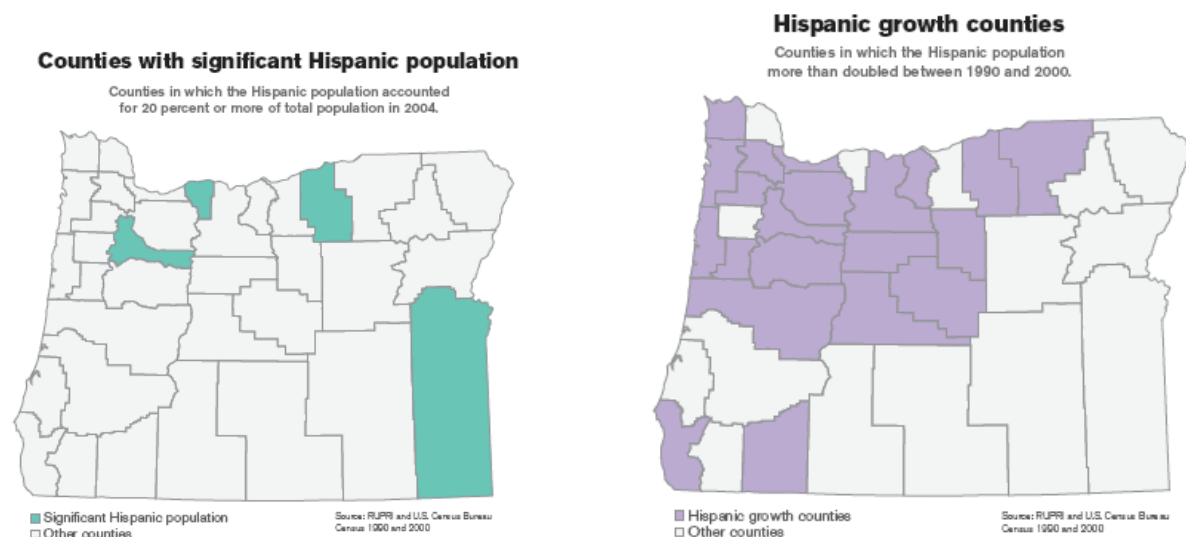 Counties with significant Hispanic population
Counties in which the Hispanic population accounted
for 20 percent or more of total population in 2004.
Significant Hispanic population
Other counties
Source: RUPRI and U.S. Census Bureau
Census 1990 and 2000
Hispanic growth counties
Counties in which the Hispanic population
more than doubled between 1990 and 2000.
Hispanic growth counties
Other counties
Source: RUPRI and U.S. Census Bureau
Census 1990 and 2000